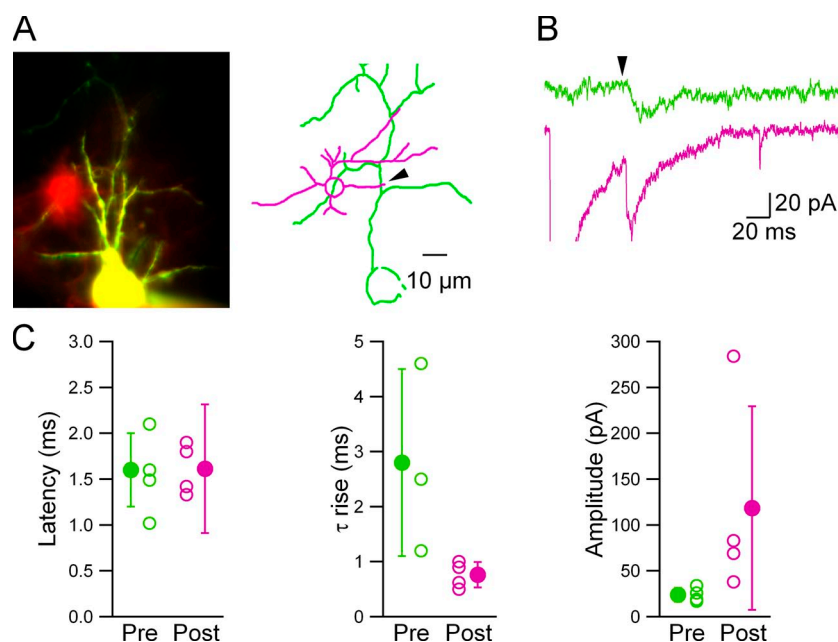 A
B
10 µm
20 pA
20 ms
C
Latency (ms)
3.0
2.5
2.0
1.5
1.0
0.5
0.0
Pre Post
τ rise (ms)
5
4
3
2
1
0
Pre Post
Amplitude (pA)
300
250
200
150
100
50
0
Pre Post